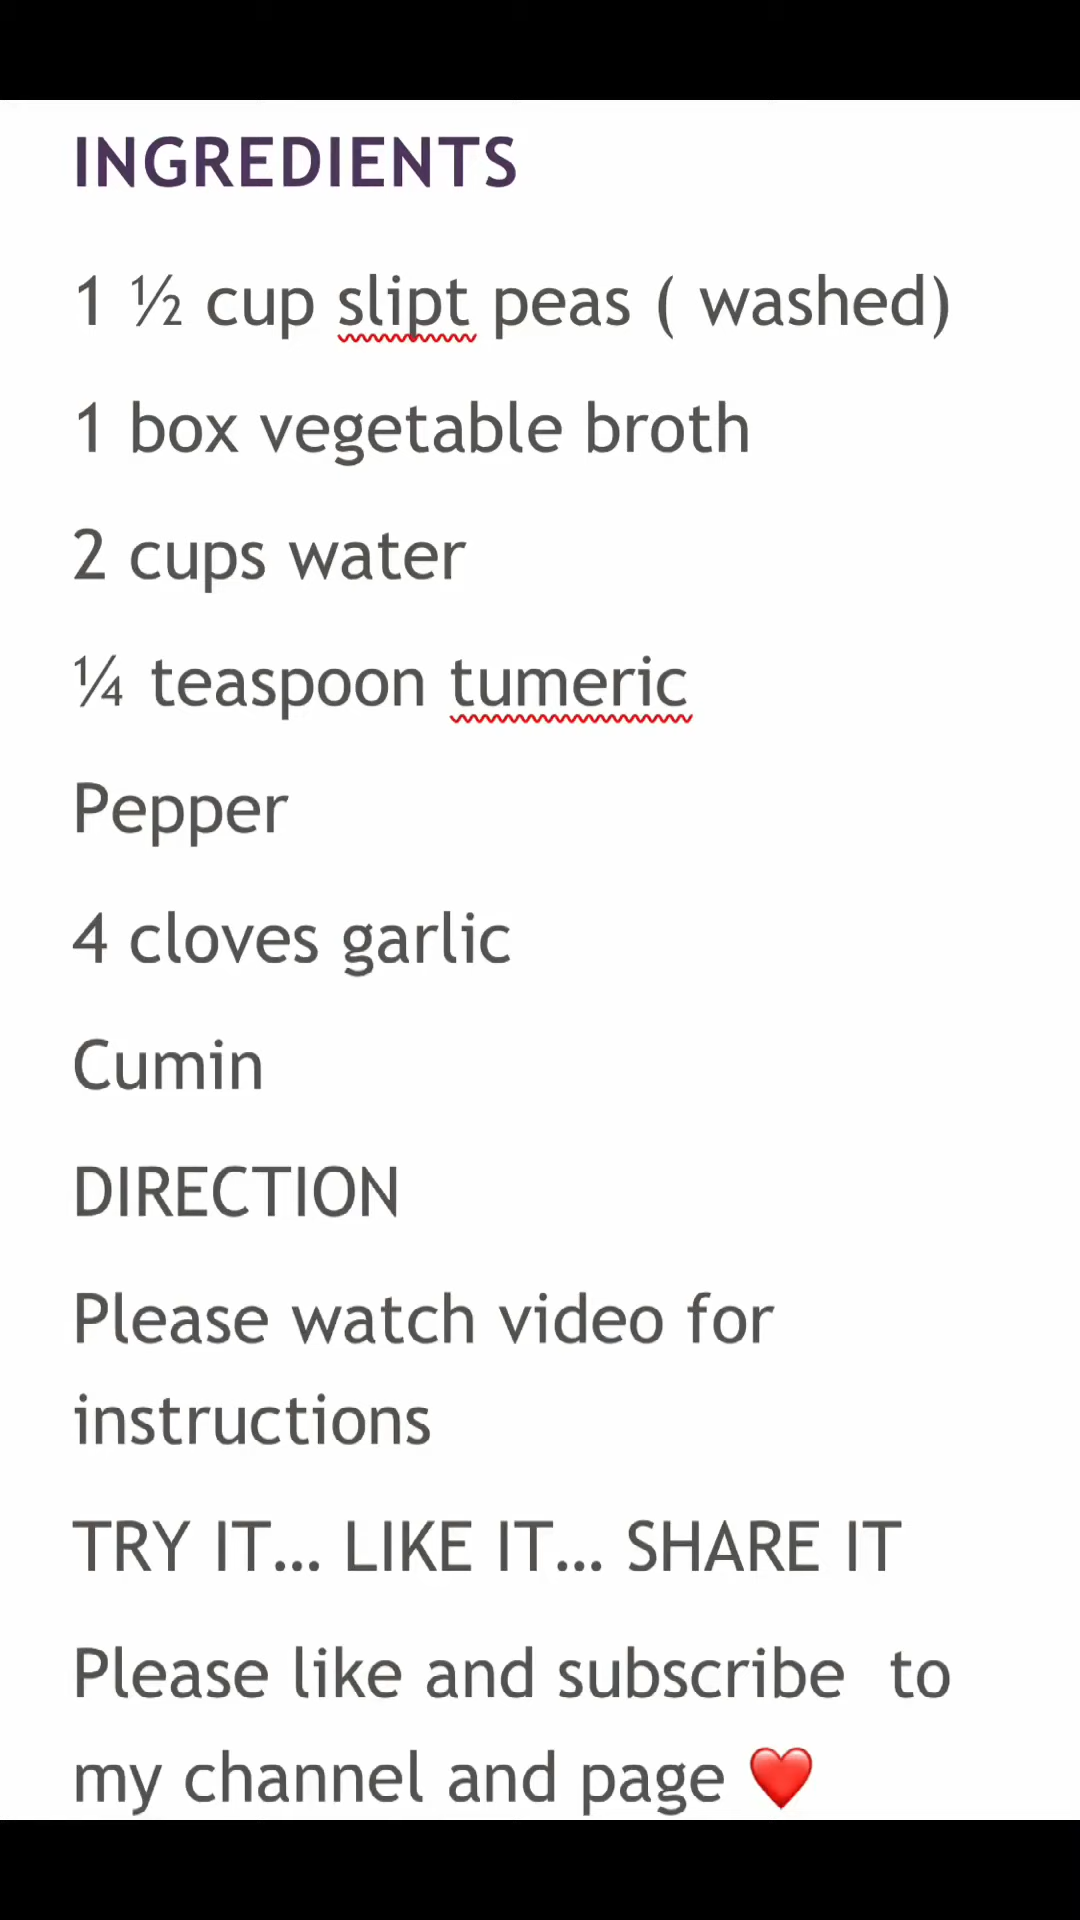 INGREDIENTS
1 ½ cup slipt peas ( washed)
1 box vegetable broth
2 cups water
¼ teaspoon tumeric
Pepper
4 cloves garlic
Cumin
DIRECTION
Please watch video for
instructions
TRY IT... LIKE IT... SHARE IT
Please like and subscribe  to
my channel and page ❤️